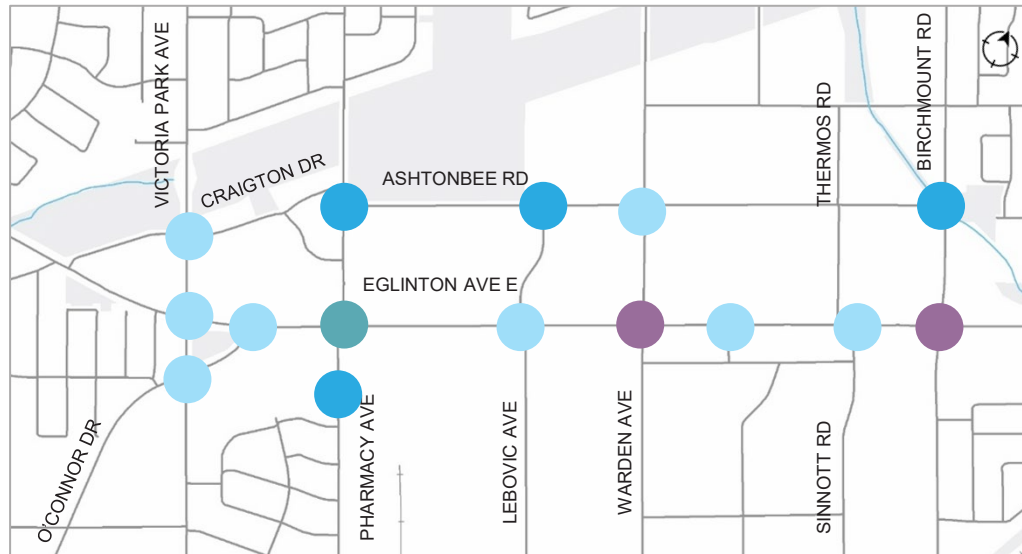 VICTORIA PARK AVE
CRAIGTON DR
ASHTONBEE RD
THERMOS RD
BIRCHMOUNT RD
EGLINTON AVE E
O'CONNOR DR
PHARMACY AVE
LEBOVIC AVE
WARDEN AVE
SINNOTT RD